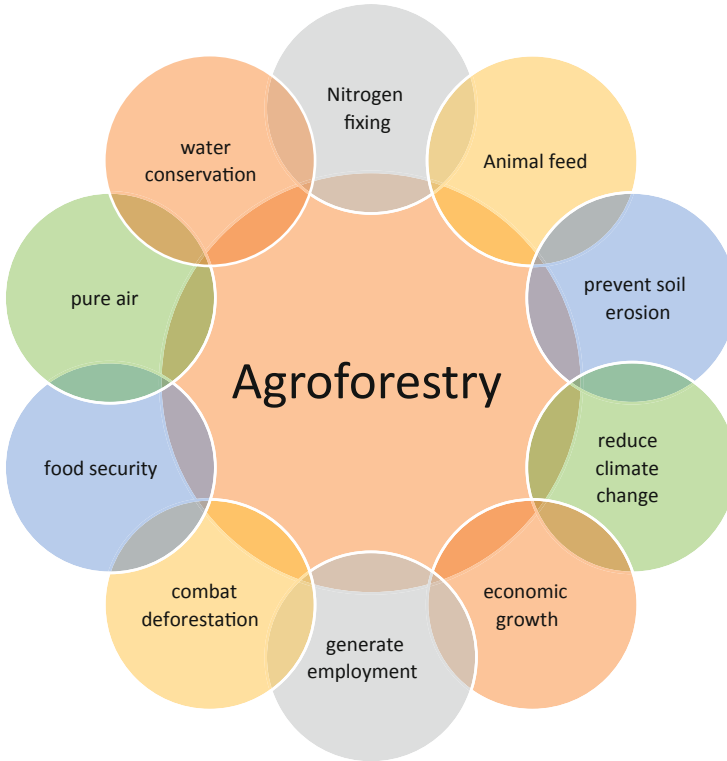 Nitrogen
fixing
Animal feed
prevent soil
erosion
reduce
climate
change
economic
growth
generate
employment
combat
deforestation
food security
pure air
water
conservation
Agroforestry